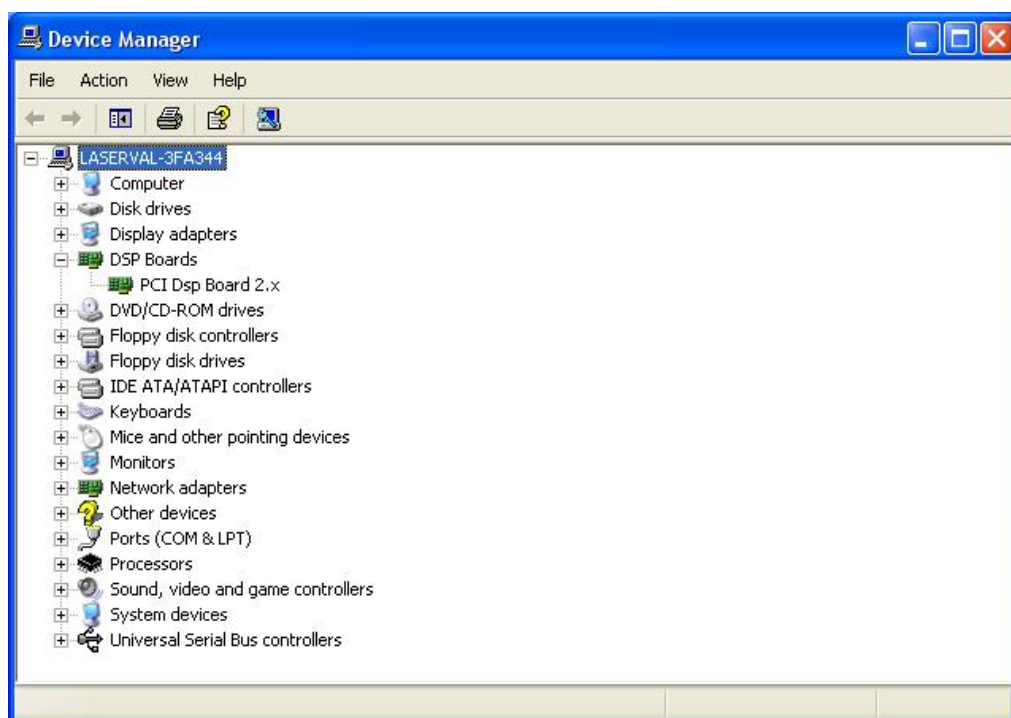 Device Manager
File Action View Help
LASERVAL-3FA344
Computer
Disk drives
Display adapters
DSP Boards
PCI Dsp Board 2.x
DVD/CD-ROM drives
Floppy disk controllers
Floppy disk drives
IDE ATA/ATAPI controllers
Keyboards
Mice and other pointing devices
Monitors
Network adapters
Other devices
Ports (COM & LPT)
Processors
Sound, video and game controllers
System devices
Universal Serial Bus controllers